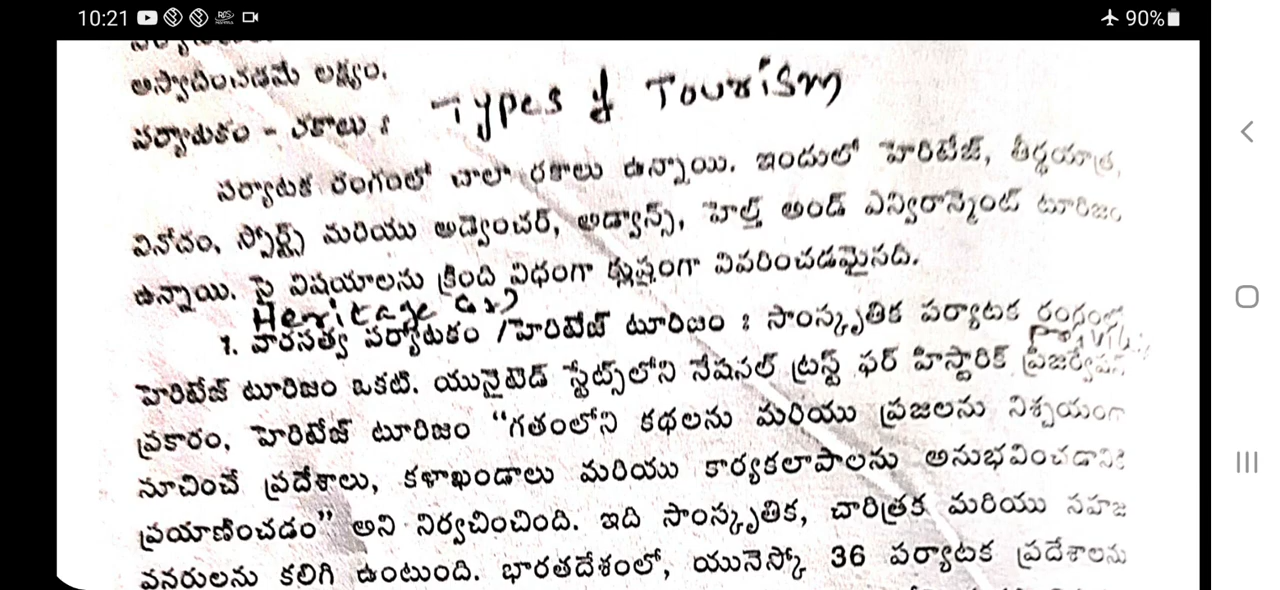 10:21 90%
ఆస్వాదించడమే లక్ష్యం.
పర్యాటకం - రకాలు : Types of Tourism
పర్యాటక రంగంలో చాలా రకాలు ఉన్నాయి. ఇందులో హెరిటేజ్, తీర్థయాత్ర,
వినోదం, స్పోర్ట్స్ మరియు అడ్వెంచర్, అడ్వాన్స్, హెల్త్ అండ్ ఎన్విరాన్మెంట్ టూరిజం
ఉన్నాయి. పై విషయాలను క్రింది విధంగా క్లుప్తంగా వివరించడమైనది.
Heritage
1. వారసత్వ పర్యాటకం / హెరిటేజ్ టూరిజం : సాంస్కృతిక పర్యాటక రంగంలో
హెరిటేజ్ టూరిజం ఒకటి. యునైటెడ్ స్టేట్స్‌లోని నేషనల్ ట్రస్ట్ ఫర్ హిస్టారిక్ ప్రిజర్వేషన్
ప్రకారం, హెరిటేజ్ టూరిజం "గతంలోని కథలను మరియు ప్రజలను నిశ్చయంగా
సూచించే ప్రదేశాలు, కళాఖండాలు మరియు కార్యకలాపాలను అనుభవించడానికి
ప్రయాణించడం" అని నిర్వచించింది. ఇది సాంస్కృతిక, చారిత్రక మరియు సహజ
వనరులను కలిగి ఉంటుంది. భారతదేశంలో, యునెస్కో 36 పర్యాటక ప్రదేశాలను